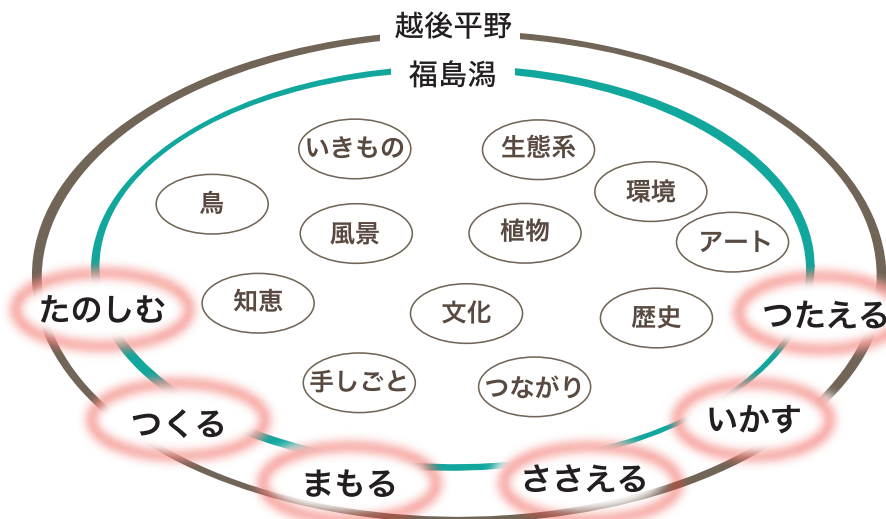 越後平野
福島潟
いきもの
生態系
環境
鳥
風景
植物
アート
知恵
文化
歴史
手しごと
つながり
たのしむ
つくる
まもる
ささえる
いかす
つたえる